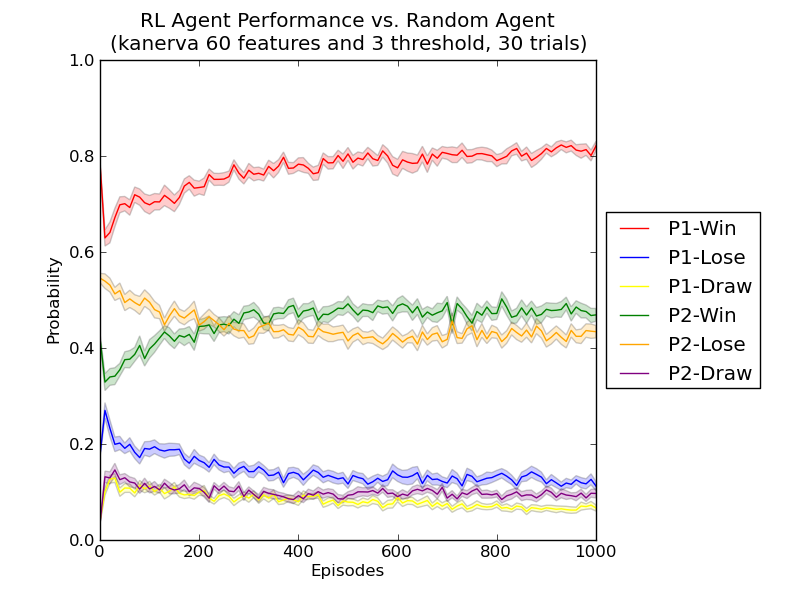 RL Agent Performance vs. Random Agent
(kanerva 60 features and 3 threshold, 30 trials)
1.0
0.8
0.6
0.4
0.2
0.0
Probability
0 200 400 600 800 1000
Episodes
P1-Win
P1-Lose
P1-Draw
P2-Win
P2-Lose
P2-Draw